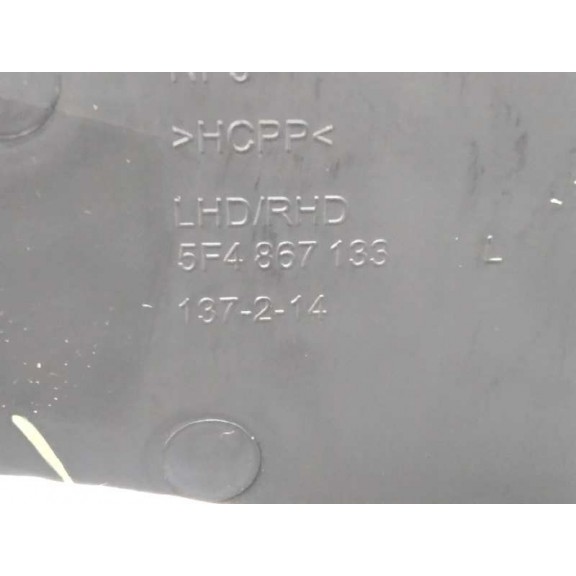 >HCPP<
LHD/RHD
5F4 867 133 L
137-2-14